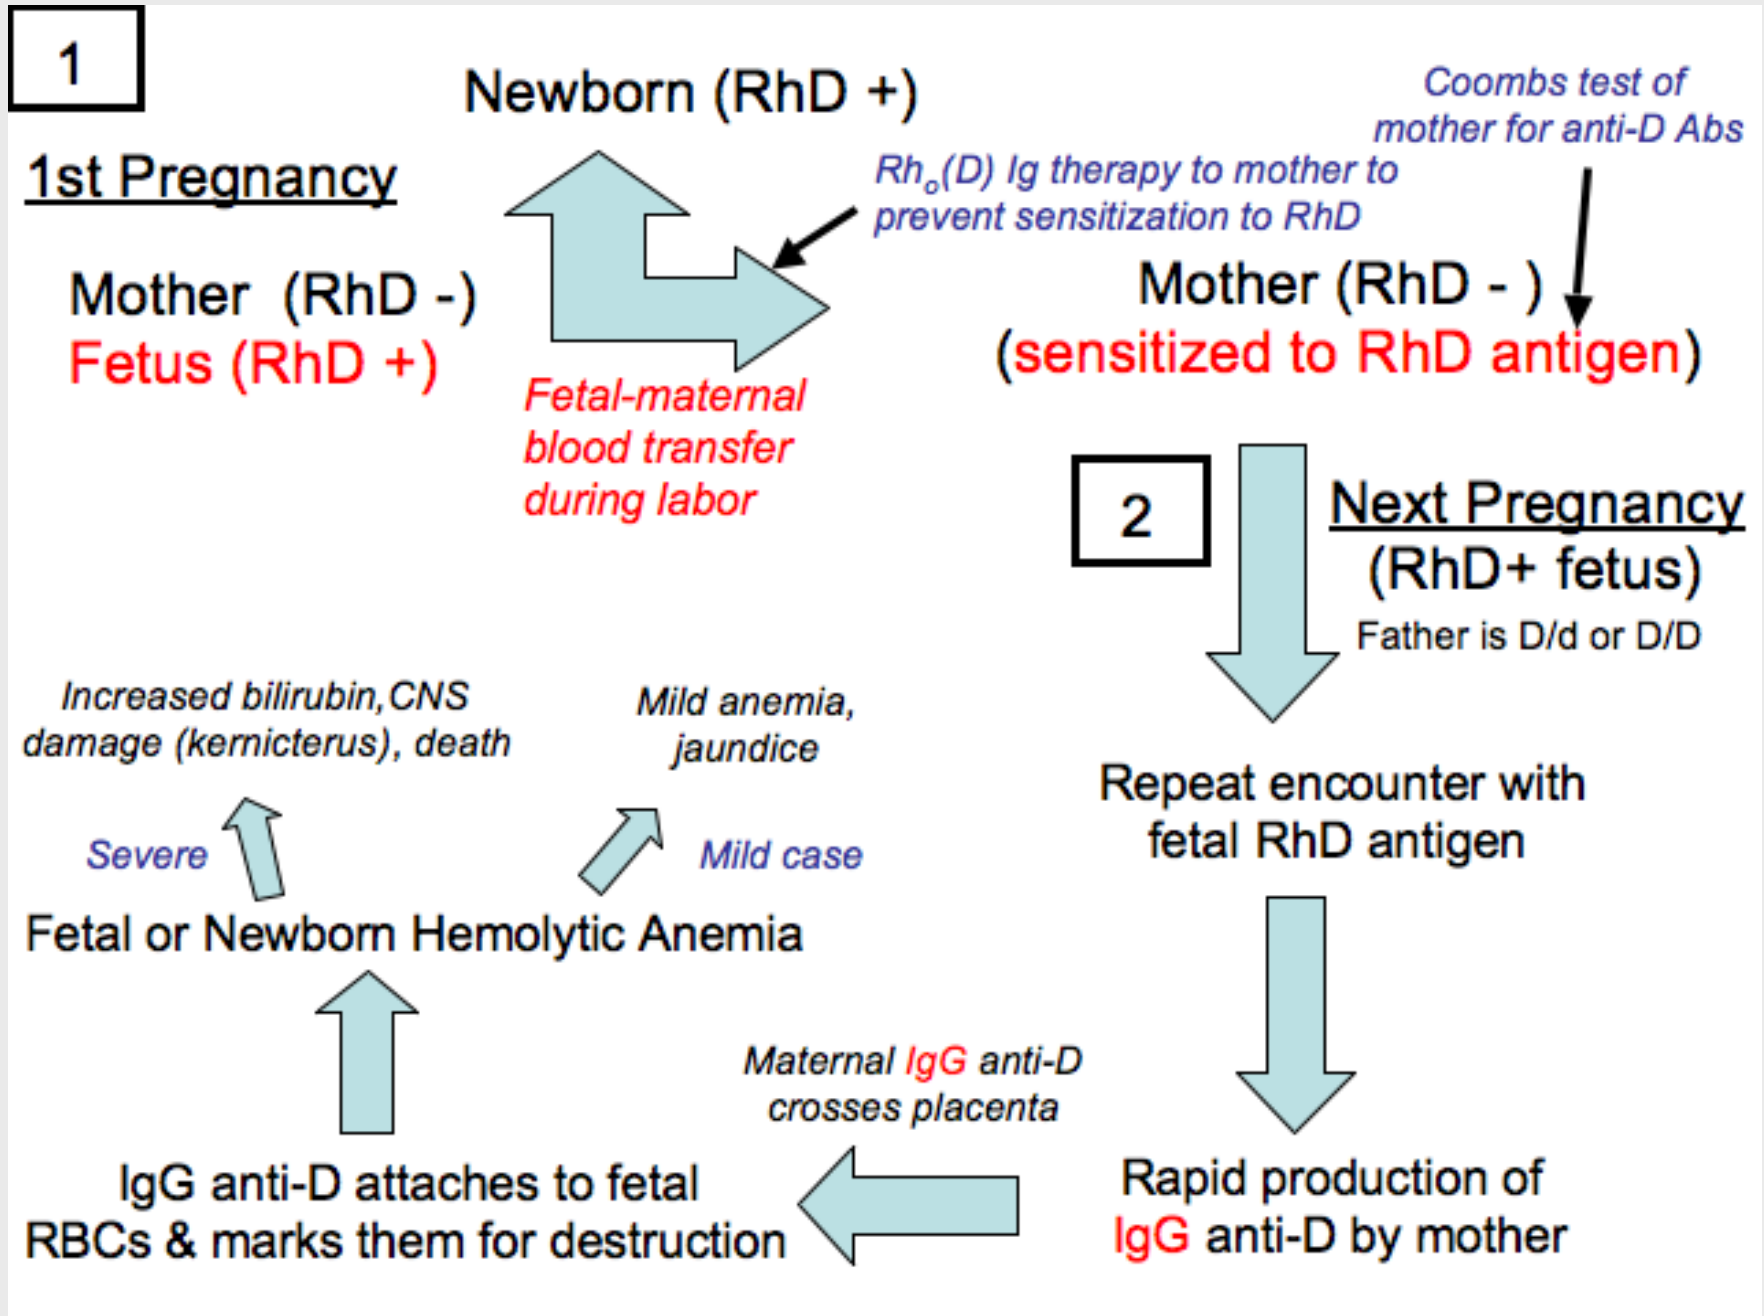 1
Newborn (RhD +)
Coombs test of
mother for anti-D Abs
1st Pregnancy
Rhₒ(D) Ig therapy to mother to
prevent sensitization to RhD
Mother (RhD -)
Fetus (RhD +)
Mother (RhD - )
(sensitized to RhD antigen)
Fetal-maternal
blood transfer
during labor
2
Next Pregnancy
(RhD+ fetus)
Father is D/d or D/D
Repeat encounter with
fetal RhD antigen
Rapid production of
IgG anti-D by mother
Maternal IgG anti-D
crosses placenta
IgG anti-D attaches to fetal
RBCs & marks them for destruction
Fetal or Newborn Hemolytic Anemia
Severe
Increased bilirubin,CNS
damage (kernicterus), death
Mild case
Mild anemia,
jaundice